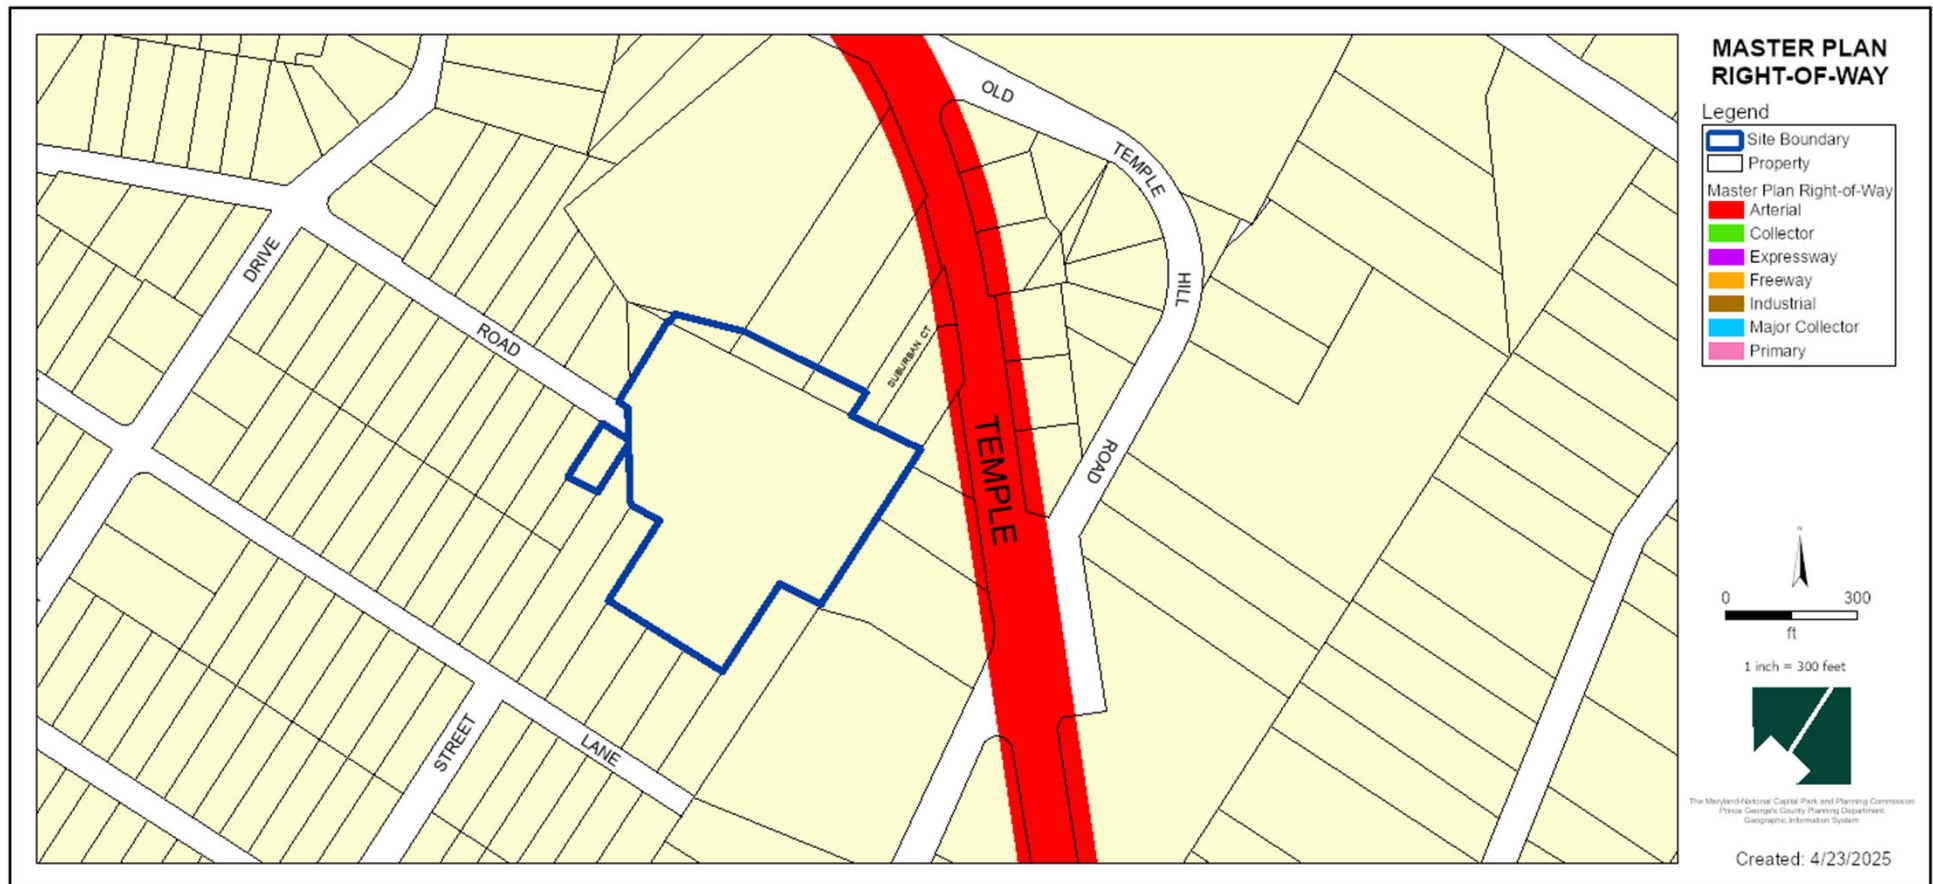 MASTER PLAN
RIGHT-OF-WAY
Legend
Site Boundary
Property
Master Plan Right-of-Way
Arterial
Collector
Expressway
Freeway
Industrial
Major Collector
Primary
OLD
TEMPLE
HILL
ROAD
DRIVE
ROAD
SUBURBAN CT
TEMPLE
STREET
LANE
N
0 300
ft
1 inch = 300 feet
The Maryland-National Capital Park and Planning Commission
Prince George's County Planning Department
Geographic Information System
Created: 4/23/2025